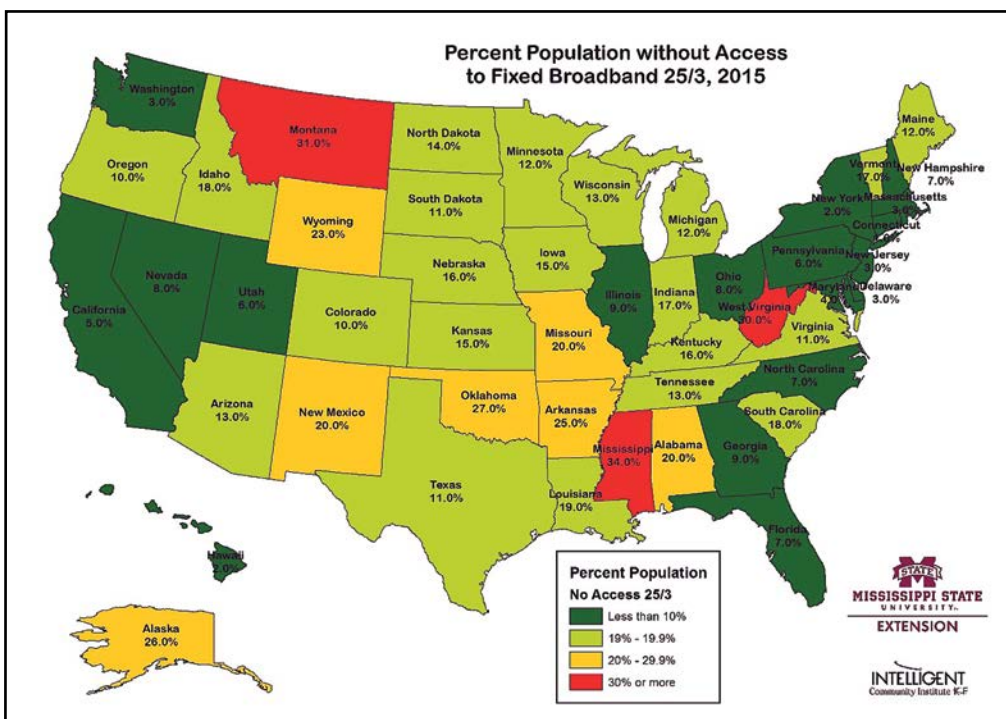 Percent Population without Access
to Fixed Broadband 25/3, 2015
Washington
3.0%
Montana
31.0%
North Dakota
14.0%
Minnesota
12.0%
Maine
12.0%
Oregon
10.0%
Idaho
18.0%
South Dakota
11.0%
Wisconsin
13.0%
Michigan
12.0%
Vermont
17.0%
New Hampshire
7.0%
New York
2.0%
Massachusetts
3.0%
Connecticut
Wyoming
23.0%
Nebraska
16.0%
Iowa
15.0%
Pennsylvania
6.0%
New Jersey
3.0%
Nevada
8.0%
Utah
6.0%
California
5.0%
Colorado
10.0%
Kansas
15.0%
Missouri
20.0%
Illinois
9.0%
Indiana
17.0%
Ohio
8.0%
West Virginia
30.0%
Maryland
4.0%
Delaware
3.0%
Virginia
11.0%
Kentucky
16.0%
North Carolina
7.0%
Tennessee
13.0%
South Carolina
18.0%
Arizona
13.0%
New Mexico
20.0%
Oklahoma
27.0%
Arkansas
25.0%
Mississippi
34.0%
Alabama
20.0%
Georgia
9.0%
Texas
11.0%
Louisiana
19.0%
Florida
7.0%
Hawaii
2.0%
Alaska
26.0%
Percent Population
No Access 25/3
Less than 10%
19% - 19.9%
20% - 29.9%
30% or more
STATE
MISSISSIPPI STATE
UNIVERSITY
EXTENSION
INTELLIGENT
Community Institute